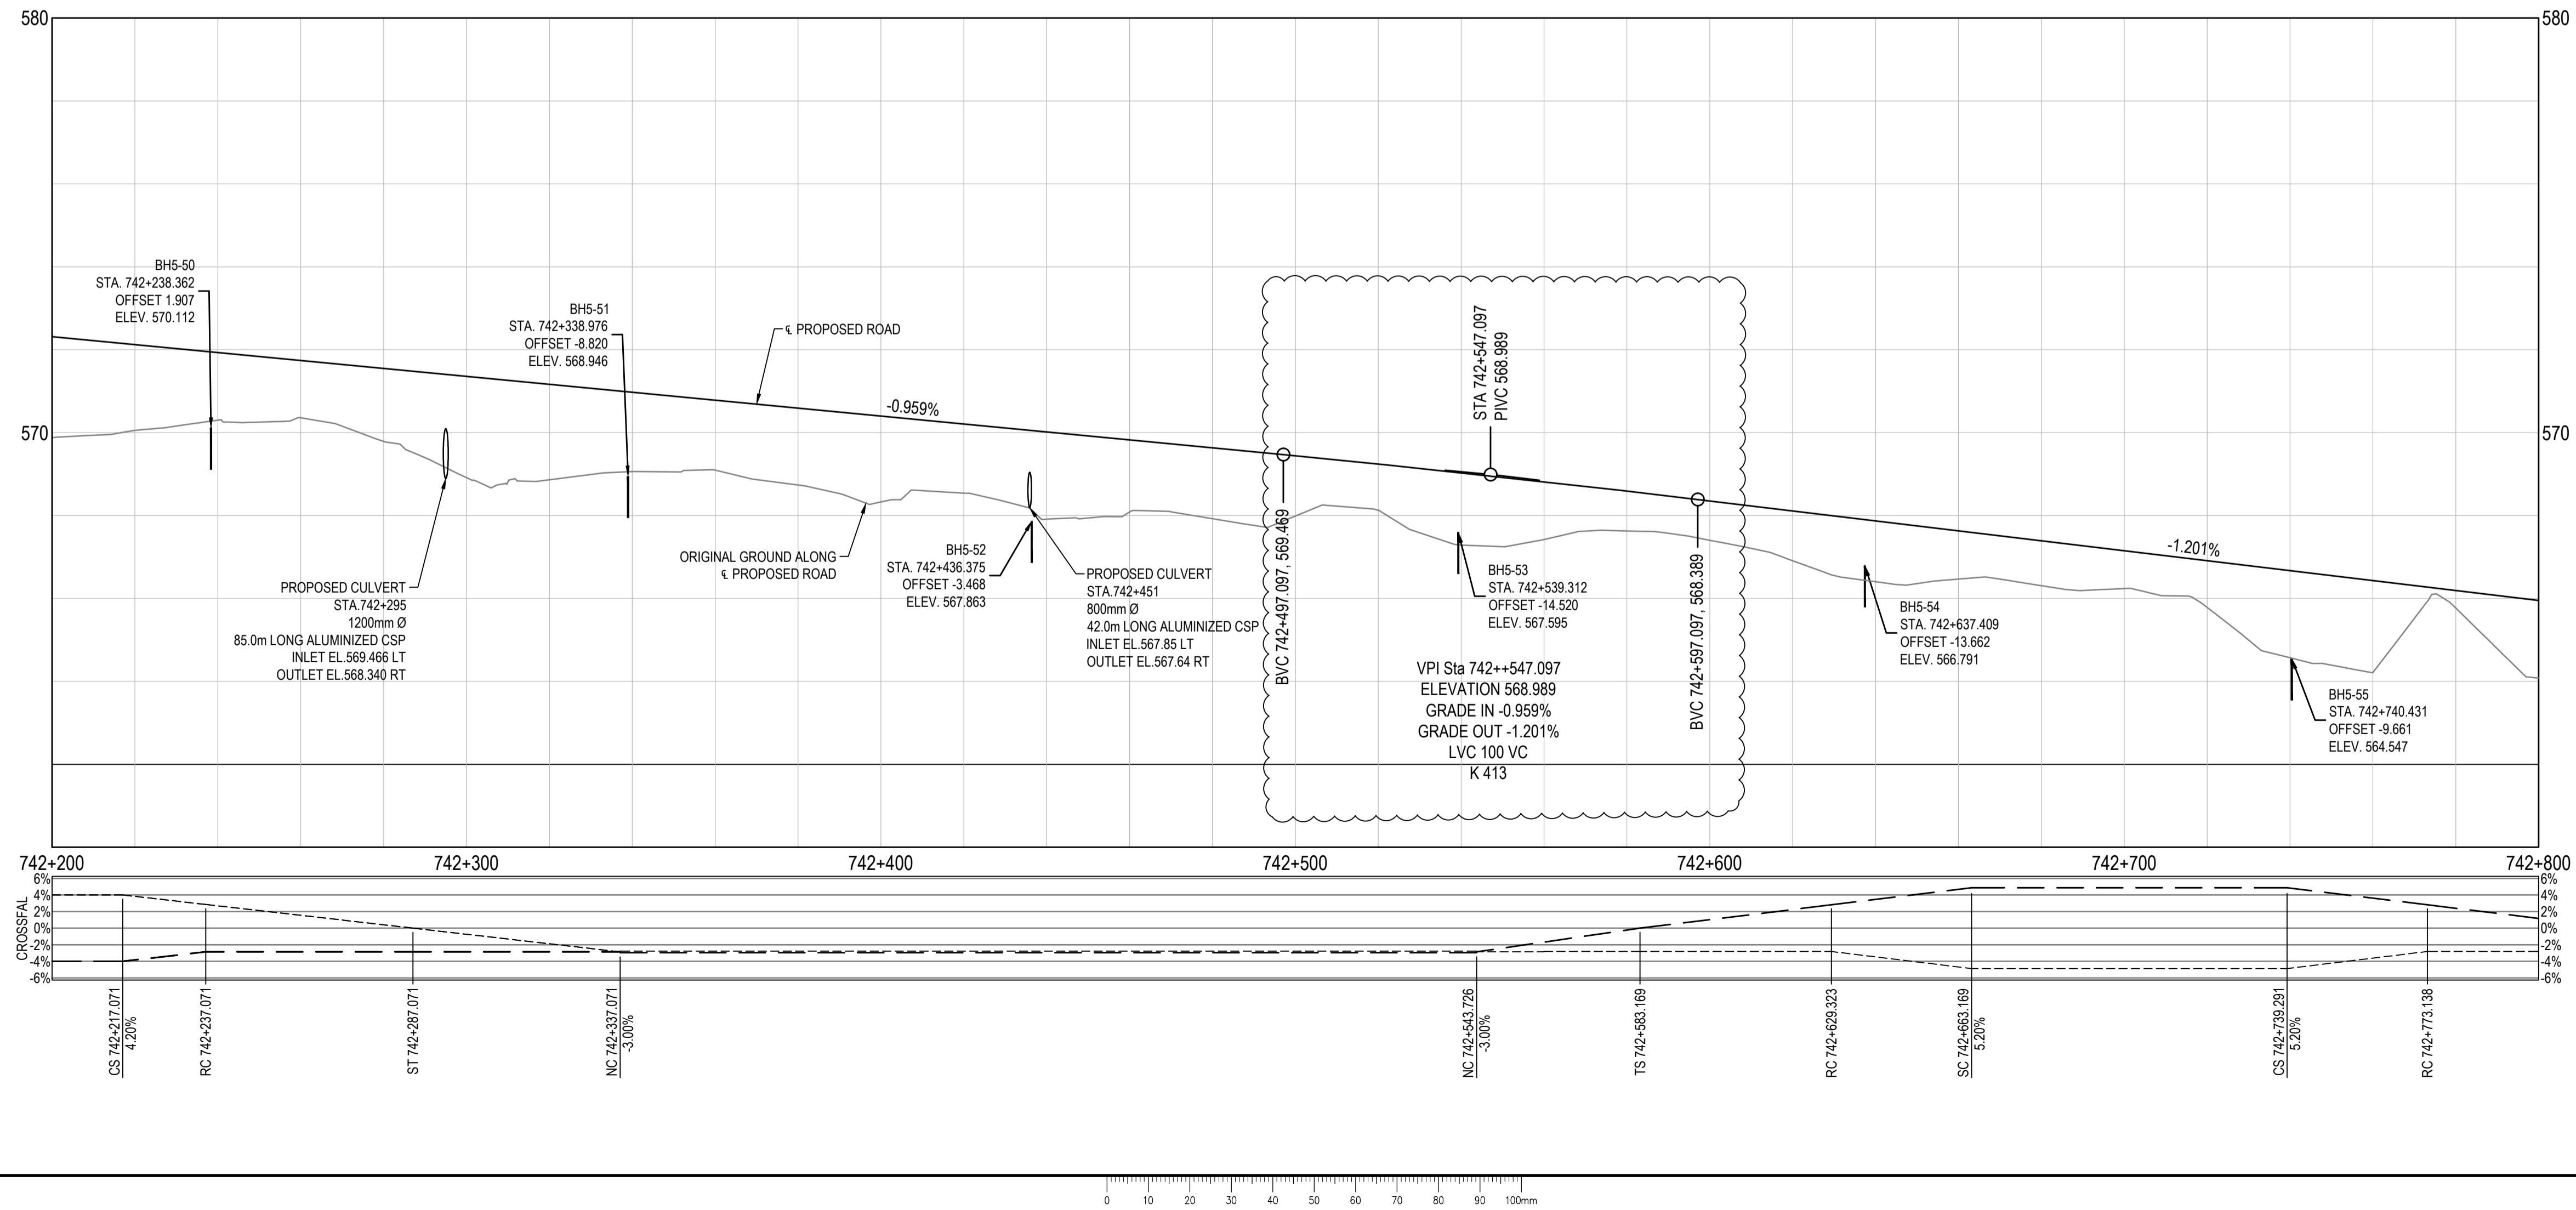 580
580
BH5-50
STA. 742+238.362
OFFSET 1.907
ELEV. 570.112
BH5-51
STA. 742+338.976
OFFSET -8.820
ELEV. 568.946
℄ PROPOSED ROAD
-0.959%
STA 742+547.097
PIVC 568.989
570
570
ORIGINAL GROUND ALONG
℄ PROPOSED ROAD
BH5-52
STA. 742+436.375
OFFSET -3.468
ELEV. 567.863
PROPOSED CULVERT
STA.742+295
1200mm Ø
85.0m LONG ALUMINIZED CSP
INLET EL.569.466 LT
OUTLET EL.568.340 RT
PROPOSED CULVERT
STA.742+451
800mm Ø
42.0m LONG ALUMINIZED CSP
INLET EL.567.85 LT
OUTLET EL.567.64 RT
BVC 742+497.097, 569.469
BH5-53
STA. 742+539.312
OFFSET -14.520
ELEV. 567.595
VPI Sta 742++547.097
ELEVATION 568.989
GRADE IN -0.959%
GRADE OUT -1.201%
LVC 100 VC
K 413
BVC 742+597.097, 568.389
BH5-54
STA. 742+637.409
OFFSET -13.662
ELEV. 566.791
-1.201%
BH5-55
STA. 742+740.431
OFFSET -9.661
ELEV. 564.547
742+200
742+300
742+400
742+500
742+600
742+700
742+800
CROSSFAL
6%
4%
2%
0%
-2%
-4%
-6%
6%
4%
2%
0%
-2%
-4%
-6%
CS 742+217.071
4.20%
RC 742+237.071
ST 742+287.071
NC 742+337.071
-3.00%
NC 742+543.726
-3.00%
TS 742+583.169
RC 742+629.323
SC 742+663.169
5.20%
CS 742+739.291
5.20%
RC 742+773.138
0 10 20 30 40 50 60 70 80 90 100mm